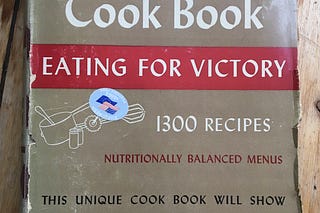 Cook Book
EATING FOR VICTORY
1300 RECIPES
NUTRITIONALLY BALANCED MENUS
THIS UNIQUE COOK BOOK WILL SHOW